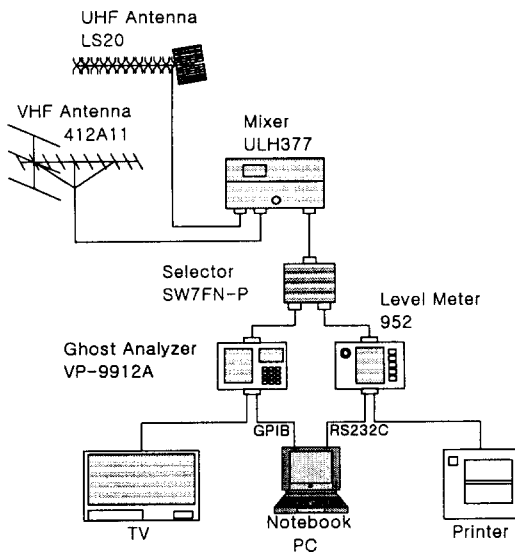 UHF Antenna
LS20
VHF Antenna
412A11
Mixer
ULH377
Selector
SW7FN-P
Level Meter
952
Ghost Analyzer
VP-9912A
GPIB
RS232C
TV
Notebook
PC
Printer